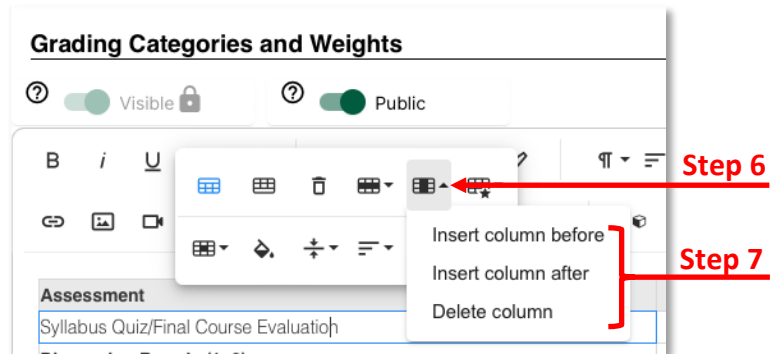 Grading Categories and Weights
Visible
Public
B i U
Step 6
Insert column before
Insert column after
Delete column
Step 7
Assessment
Syllabus Quiz/Final Course Evaluation